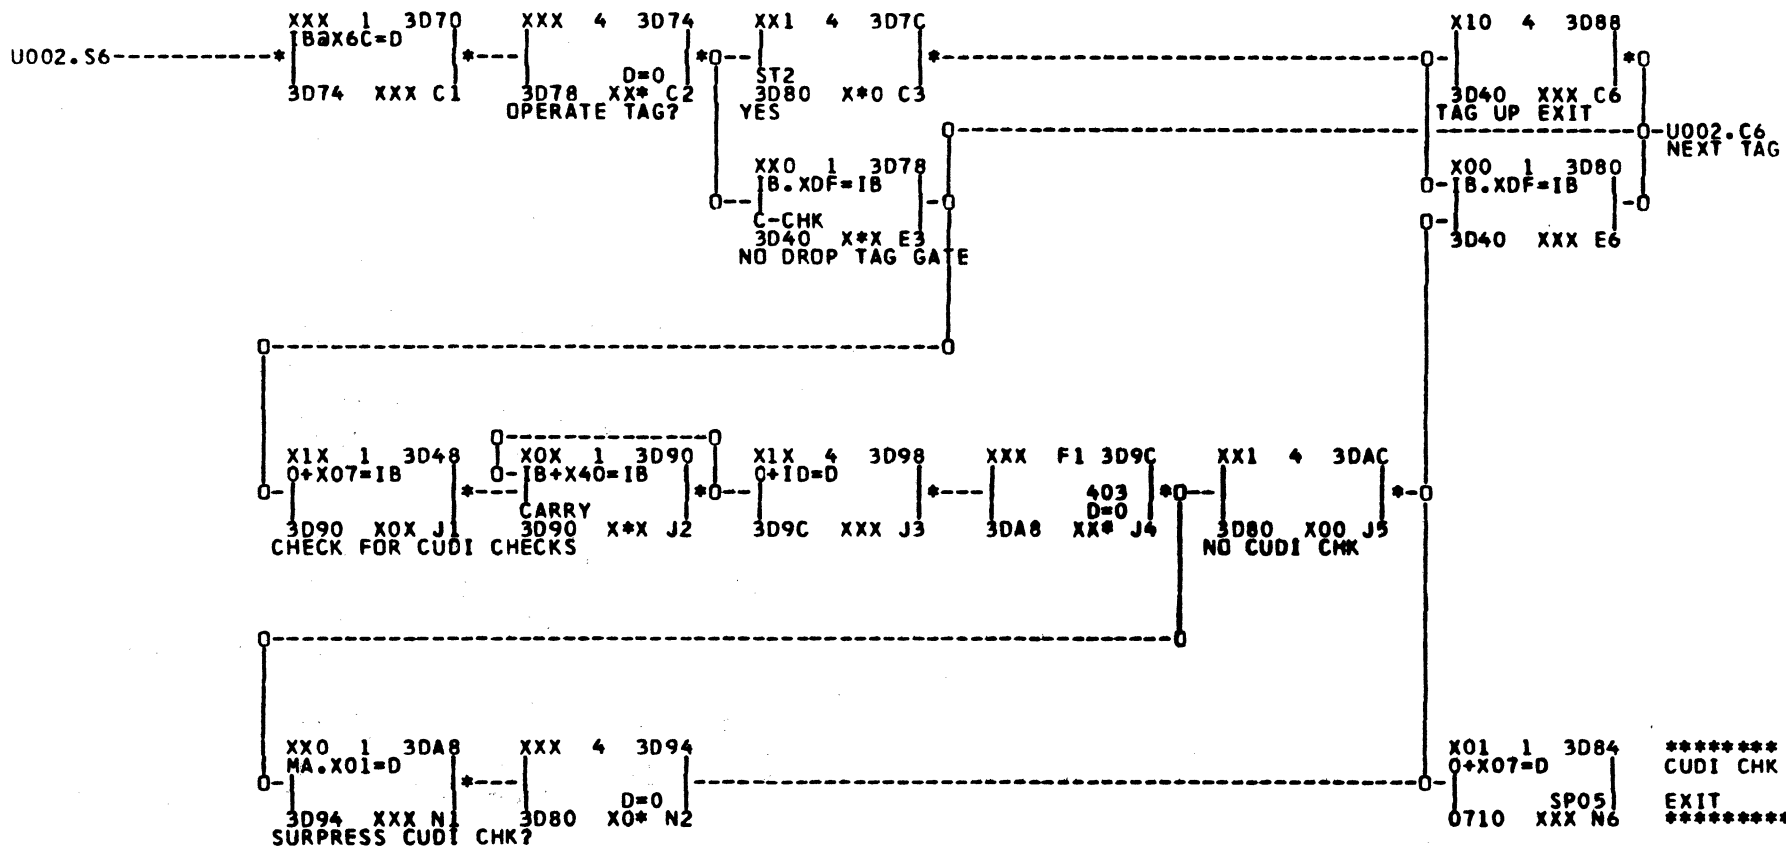 XXX 1 3D70 XXX 4 3D74 XX1 4 3D7C X10 4 3D88
IB@X6C=D
U002.S6
D=0 ST2
3D74 XXX C1 3D78 XX* C2 3D80 X*0 C3 3D40 XXX C6
OPERATE TAG? YES TAG UP EXIT
U002.C6
NEXT TAG
XX0 1 3D78 X00 1 3D80
IB.XDF=IB IB.XDF=IB
C-CHK
3D40 X*X E3 3D40 XXX E6
NO DROP TAG GATE
X1X 1 3D48 X0X 1 3D90 X1X 4 3D98 XXX F1 3D9C XX1 4 3DAC
0+X07=IB IB+X40=IB 0+ID=D
403
CARRY D=0
3D90 X0X J1 3D90 X*X J2 3D9C XXX J3 3DA8 XX* J4 3D80 X00 J5
CHECK FOR CUDI CHECKS NO CUDI CHK
XX0 1 3DA8 XXX 4 3D94 X01 1 3D84 ********
MA.X01=D 0+X07=D CUDI CHK
D=0 SP05 EXIT
3D94 XXX N1 3D80 X0* N2 0710 XXX N6 *********
SURPRESS CUDI CHK?